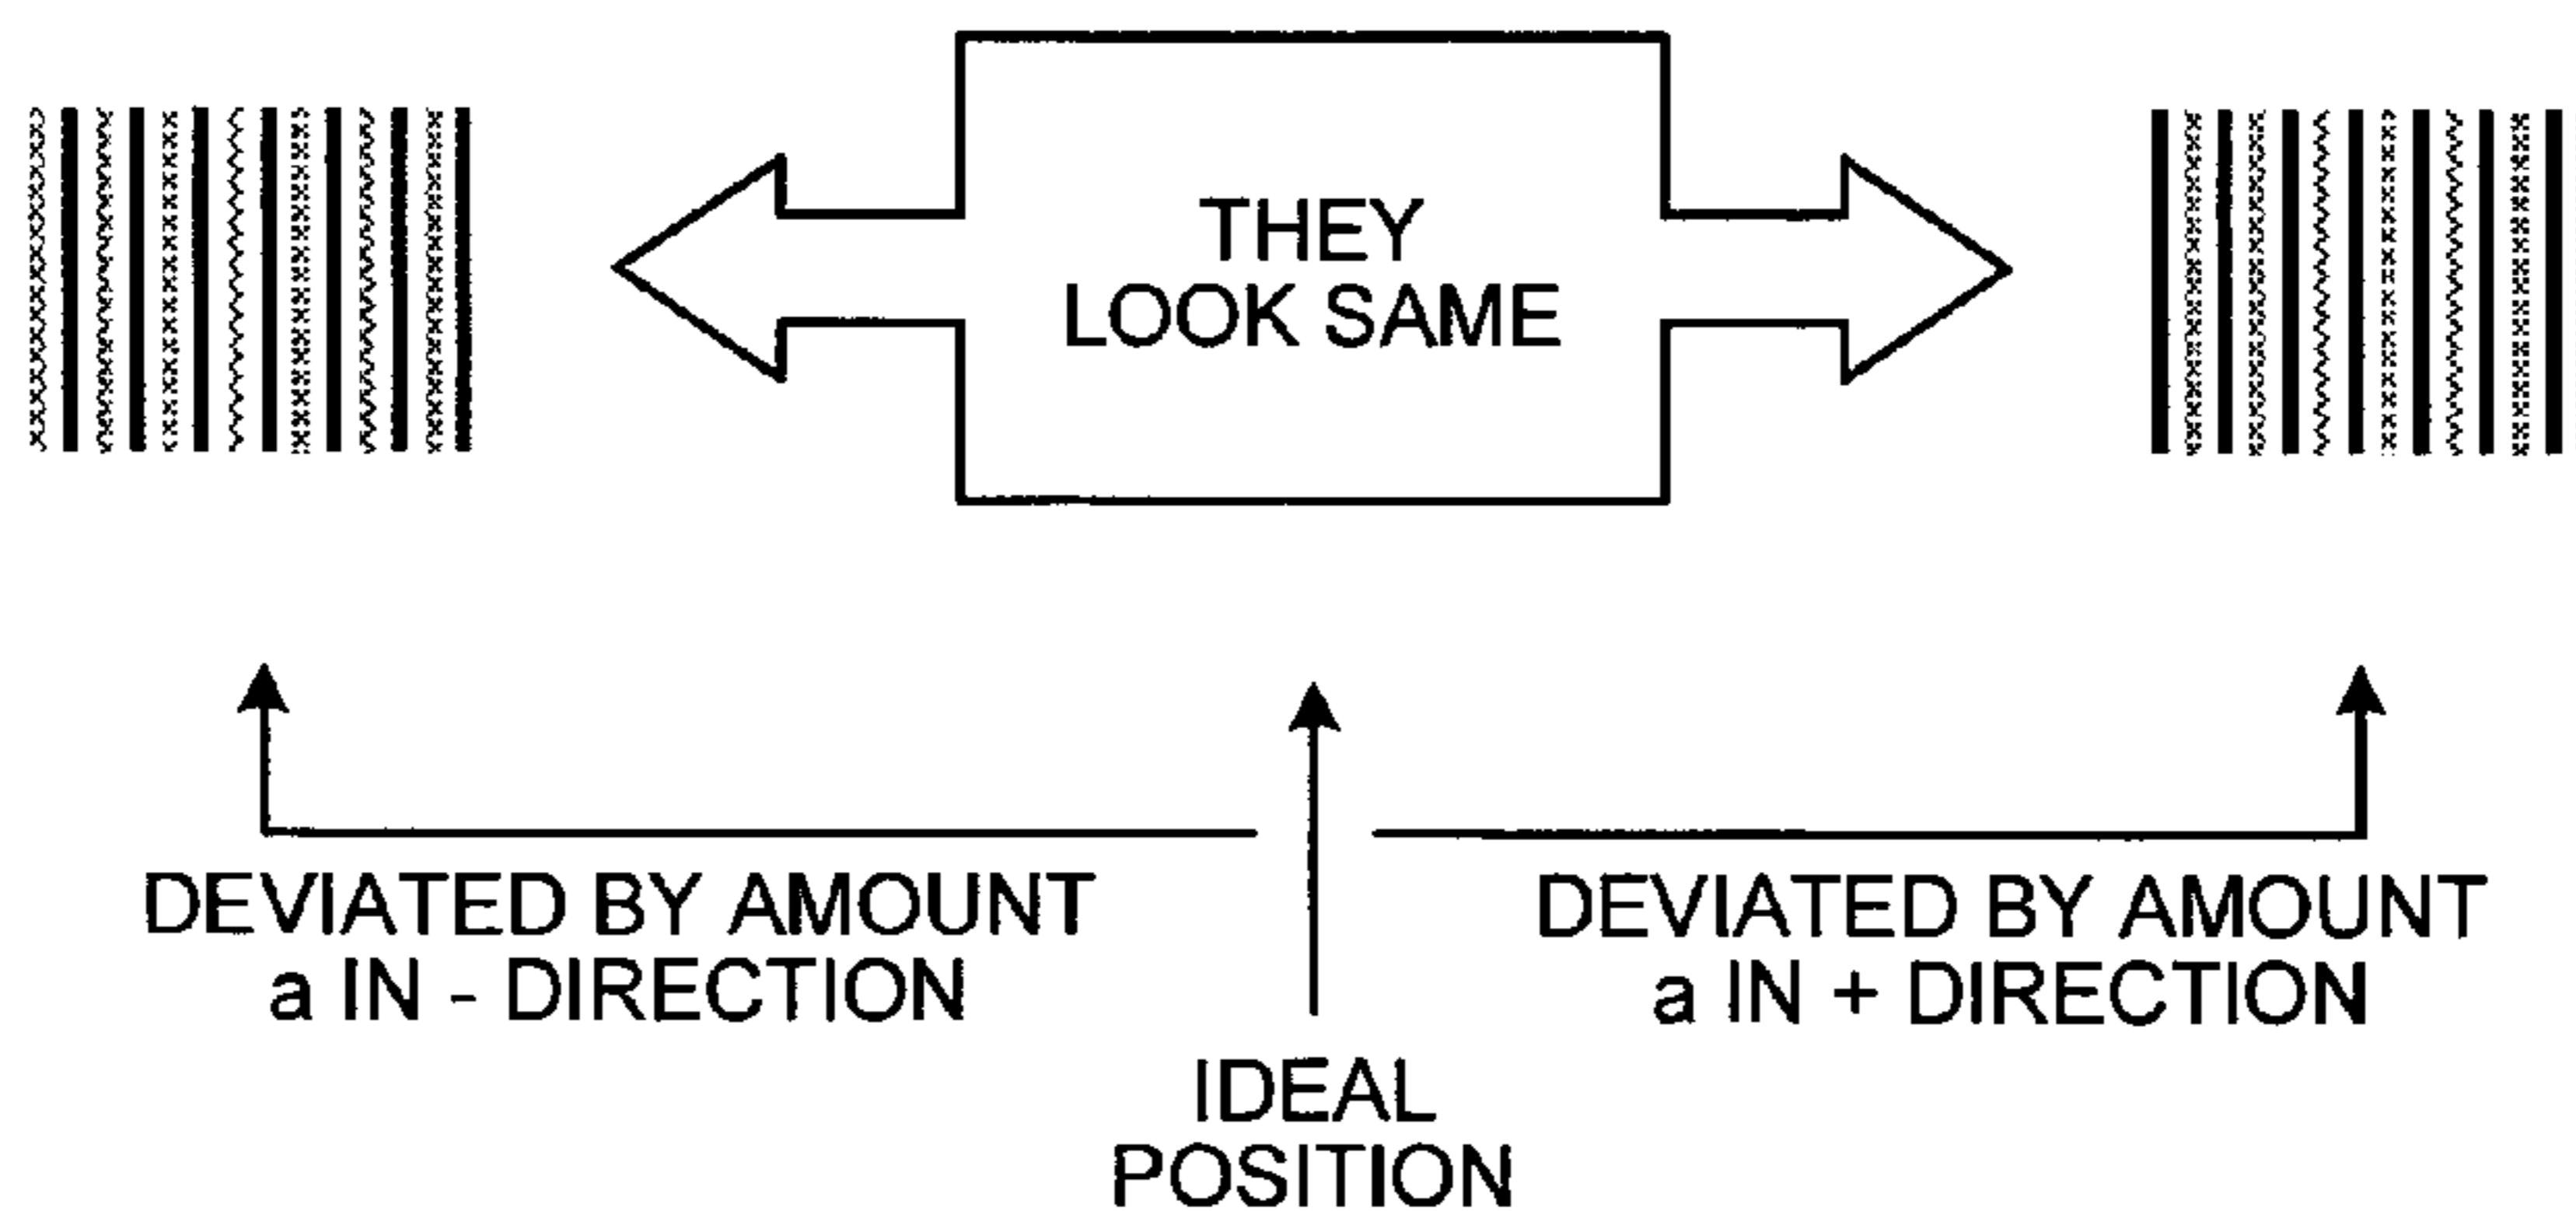 THEY
LOOK SAME
DEVIATED BY AMOUNT
a IN - DIRECTION
DEVIATED BY AMOUNT
a IN + DIRECTION
IDEAL
POSITION